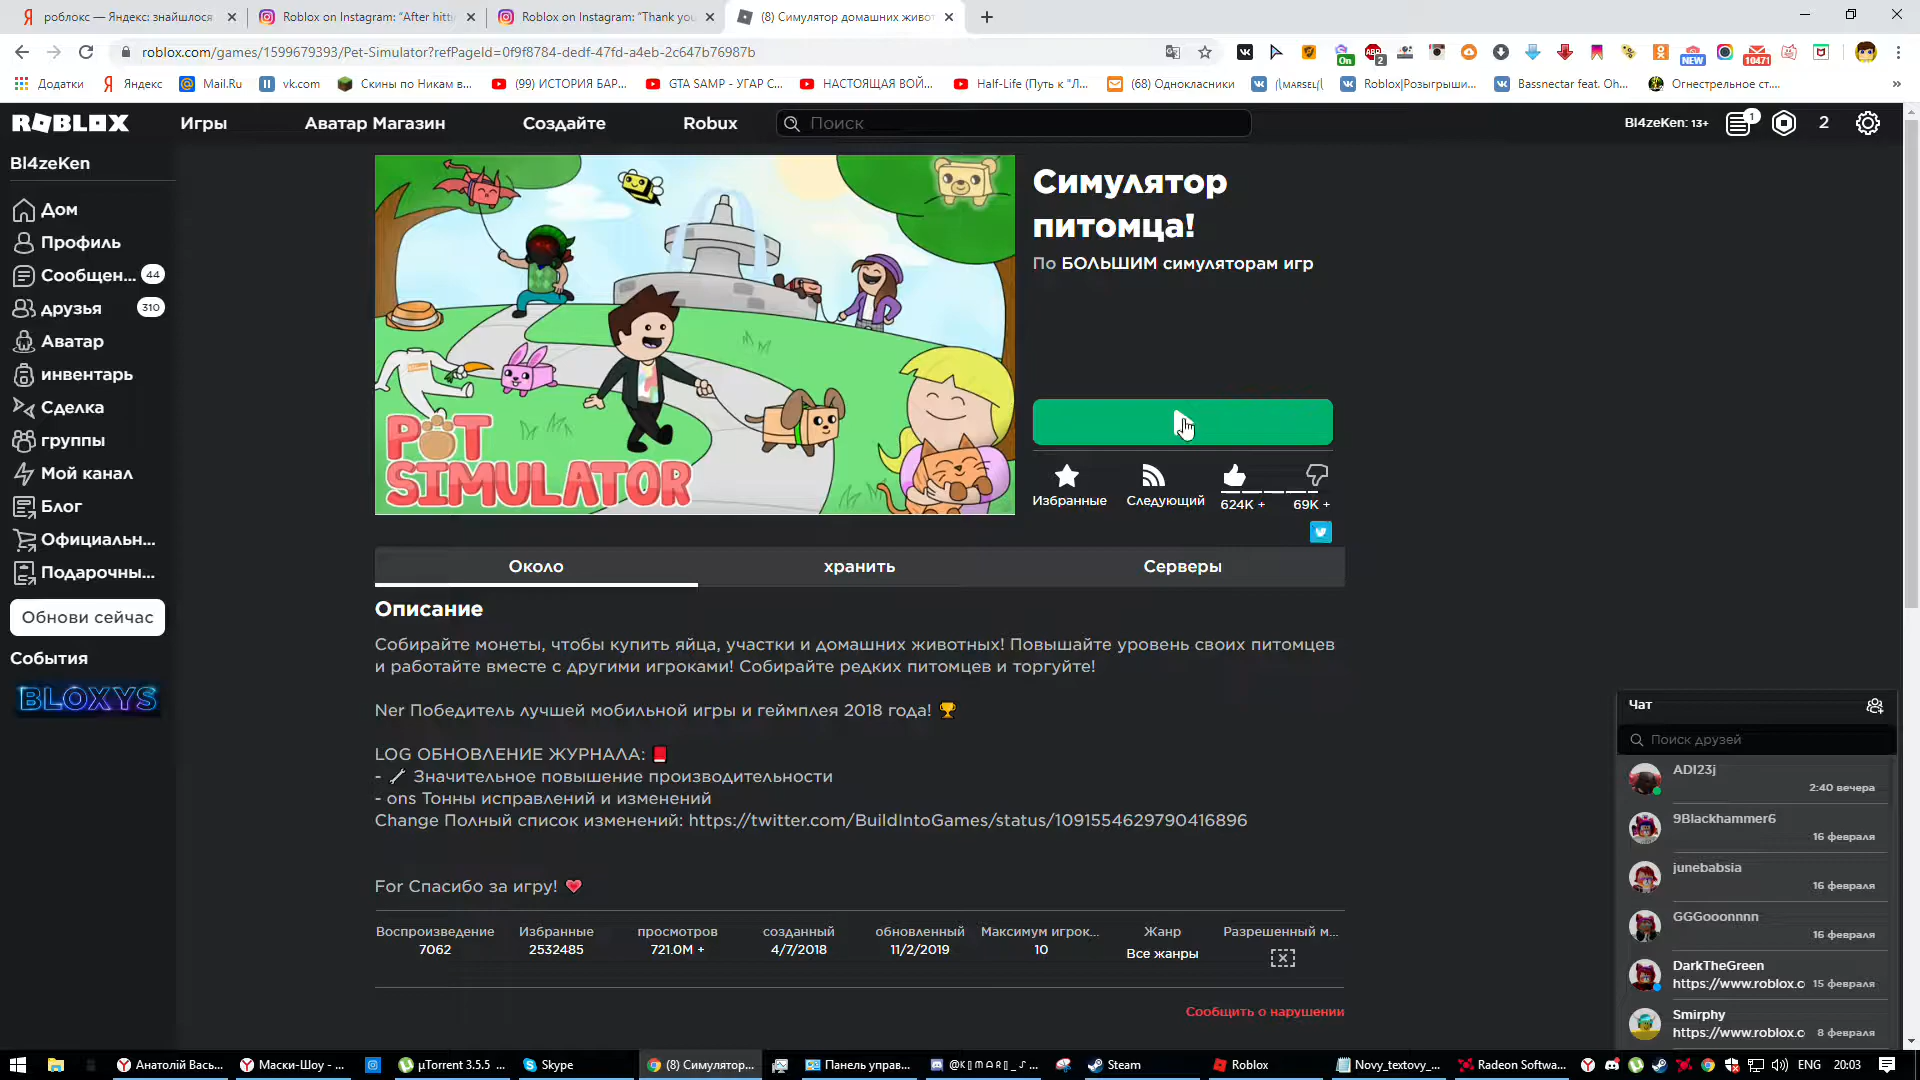 роблокс — Яндекс: знайшлося
Roblox on Instagram: “After hitti
Roblox on Instagram: “Thank you
(8) Симулятор домашних живот
roblox.com/games/1599679393/Pet-Simulator?refPageId=0f9f8784-dedf-47fd-a4eb-2c647b76987b
Додатки
Яндекс
Mail.Ru
vk.com
Скины по Никам в...
(99) ИСТОРИЯ БАР...
GTA SAMP - УГАР С...
НАСТОЯЩАЯ ВОЙ...
Half-Life (Путь к "Л...
(68) Одноклассники
Roblox|Розыгрыши...
Bassnectar feat. Oh...
Огнестрельное ст....
ROBLOX
Игры
Аватар Магазин
Создайте
Robux
Поиск
Bl4zeKen: 13+
1
2
Bl4zeKen
Дом
Профиль
Сообщен... 44
друзья 310
Аватар
инвентарь
Сделка
группы
Мой канал
Блог
Официальн...
Подарочны...
Обнови сейчас
События
BLOXYS
PET
SIMULATOR
Симулятор
питомца!
По БОЛЬШИМ симуляторам игр
Избранные
Следующий
624K +
69K +
Около
хранить
Серверы
Описание
Собирайте монеты, чтобы купить яйца, участки и домашних животных! Повышайте уровень своих питомцев
и работайте вместе с другими игроками! Собирайте редких питомцев и торгуйте!
Ner Победитель лучшей мобильной игры и геймплея 2018 года! 🏆
LOG ОБНОВЛЕНИЕ ЖУРНАЛА: 📕
- 🔧 Значительное повышение производительности
- ons Тонны исправлений и изменений
Change Полный список изменений: https://twitter.com/BuildIntoGames/status/1091554629790416896
For Спасибо за игру! ❤️
Воспроизведение
7062
Избранные
2532485
просмотров
721.0M +
созданный
4/7/2018
обновленный
11/2/2019
Максимум игрок...
10
Жанр
Все жанры
Разрешенный м...
Сообщить о нарушении
Чат
Поиск друзей
ADI23j
2:40 вечера
9Blackhammer6
16 февраля
junebabsia
16 февраля
GGGooonnnn
16 февраля
DarkTheGreen
https://www.roblox.c 15 февраля
Smirphy
https://www.roblox.c 8 февраля
Анатолій Вась...
Маски-Шоу - ...
µTorrent 3.5.5 ...
Skype
(8) Симулятор...
Панель управ...
Steam
Roblox
Novy_textovy_...
Radeon Softwa...
ENG
20:03